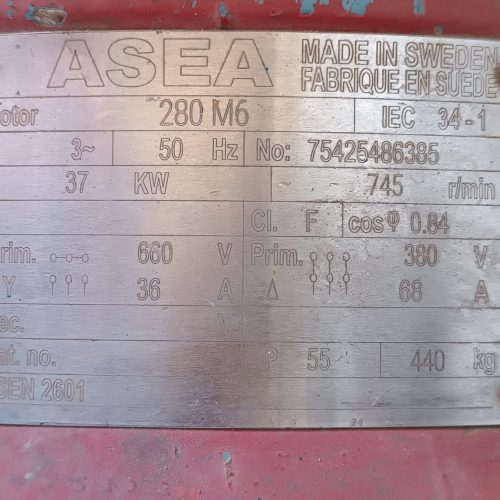 ASEA MADE IN SWEDEN
FABRIQUE EN SUEDE
otor 280 M6 IEC 34-1
3~ 50 Hz No: 75425486385
37 KW 745 r/min
Cl. F cosφ 0.84
rim. 660 V Prim. 380 V
Y 36 A Δ 68 A
ec. V
at. no. IP 55 440 kg
SEN 2601